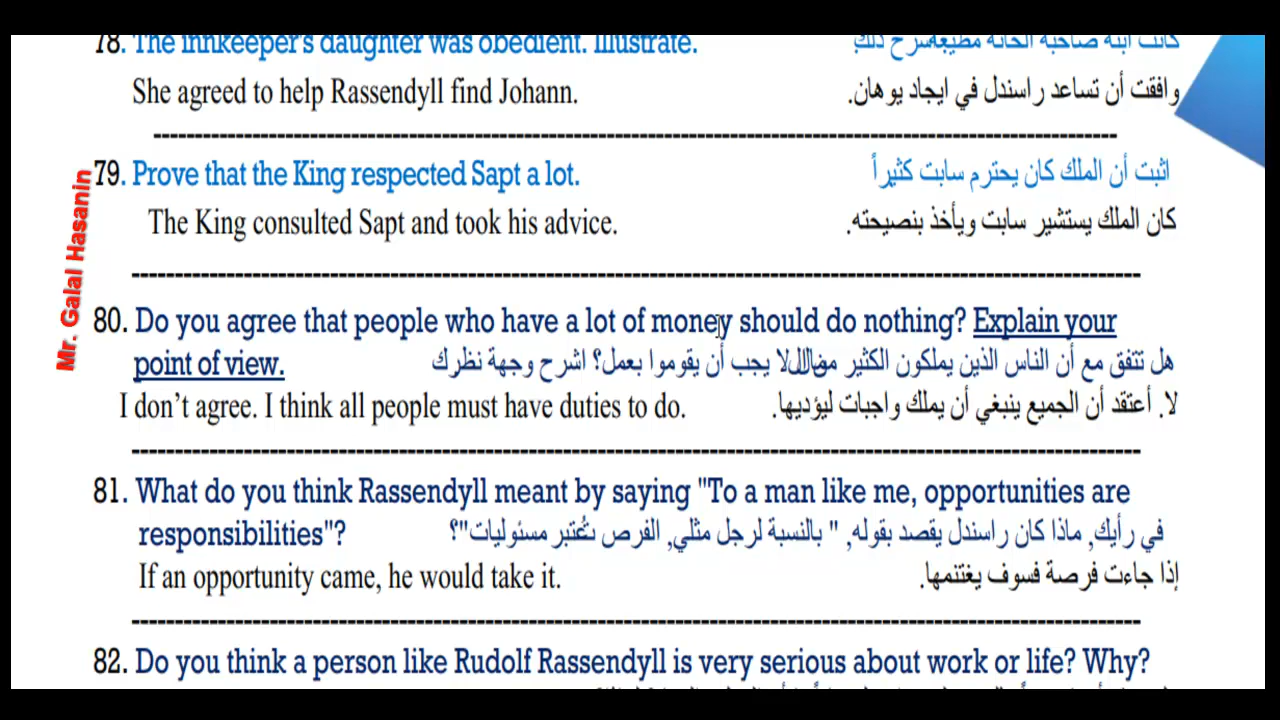 78. The innkeeper's daughter was obedient. Illustrate. كانت ابنة صاحبة الحانة مطيعة
She agreed to help Rassendyll find Johann. وافقت أن تساعد راسندل في ايجاد يوهان.
79. Prove that the King respected Sapt a lot. اثبت أن الملك كان يحترم سابت كثيراً
The King consulted Sapt and took his advice. كان الملك يستشير سابت ويأخذ بنصيحته.
Mr. Galal Hasanin
80. Do you agree that people who have a lot of money should do nothing? Explain your
point of view. هل تتفق مع أن الناس الذين يملكون الكثير لا يجب أن يقوموا بعمل؟ اشرح وجهة نظرك
I don't agree. I think all people must have duties to do. لا. أعتقد أن الجميع ينبغي أن يملك واجبات ليؤديها.
81. What do you think Rassendyll meant by saying "To a man like me, opportunities are
responsibilities"? في رأيك, ماذا كان راسندل يقصد بقوله, " بالنسبة لرجل مثلي, الفرص تُعتبر مسئوليات"؟
If an opportunity came, he would take it. إذا جاءت فرصة فسوف يغتنمها.
82. Do you think a person like Rudolf Rassendyll is very serious about work or life? Why?